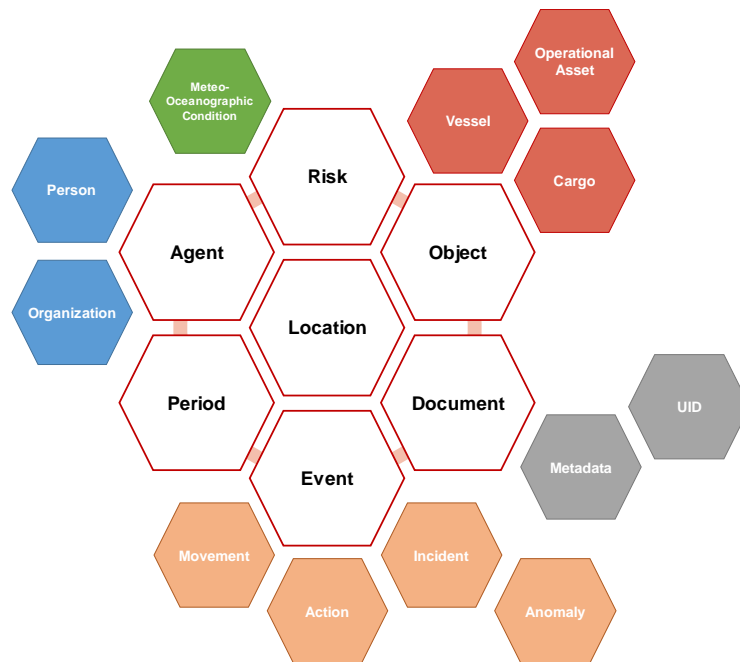 Operational
Asset
Meteo-
Oceanographic
Condition
Vessel
Risk
Cargo
Person
Agent
Object
Organization
Location
Period
Document
UID
Metadata
Event
Movement
Incident
Action
Anomaly